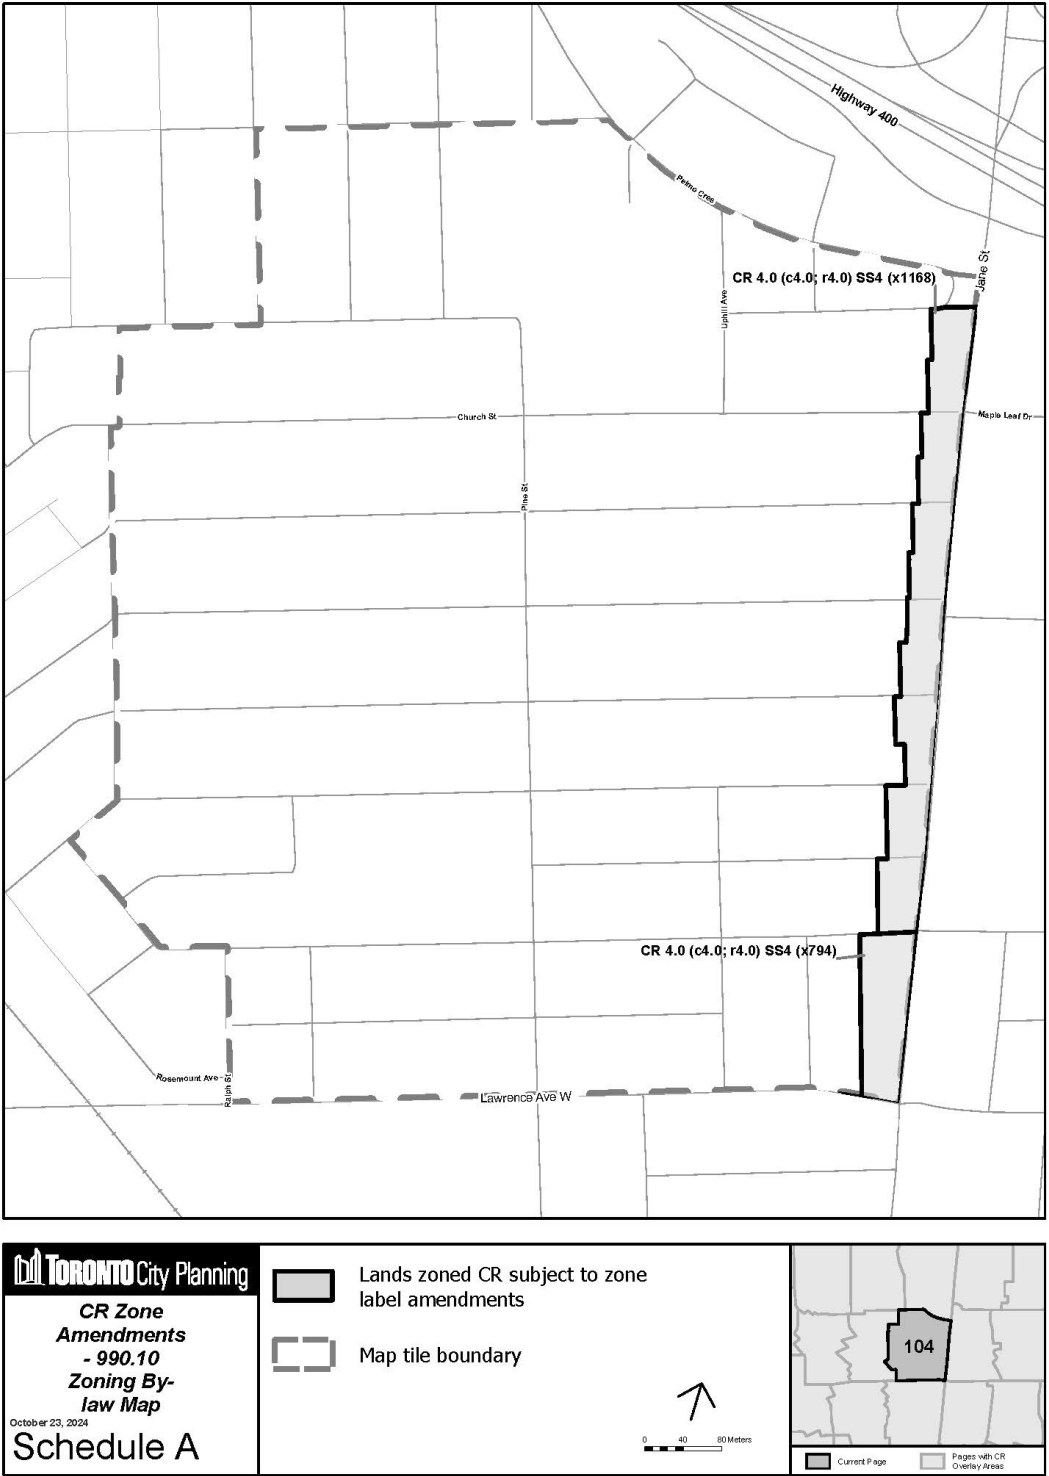 Highway 400
Pelmo Cres
Jane St
CR 4.0 (c4.0; r4.0) SS4 (x1168)
Uphill Ave
Church St
Maple Leaf Dr
Pine St
CR 4.0 (c4.0; r4.0) SS4 (x794)
Rosemount Ave
Ralph St
Lawrence Ave W
TORONTO City Planning
CR Zone
Amendments
- 990.10
Zoning By-
law Map
October 23, 2024
Schedule A
Lands zoned CR subject to zone
label amendments
Map tile boundary
0 40 80 Meters
104
Current Page
Pages with CR
Overlay Areas